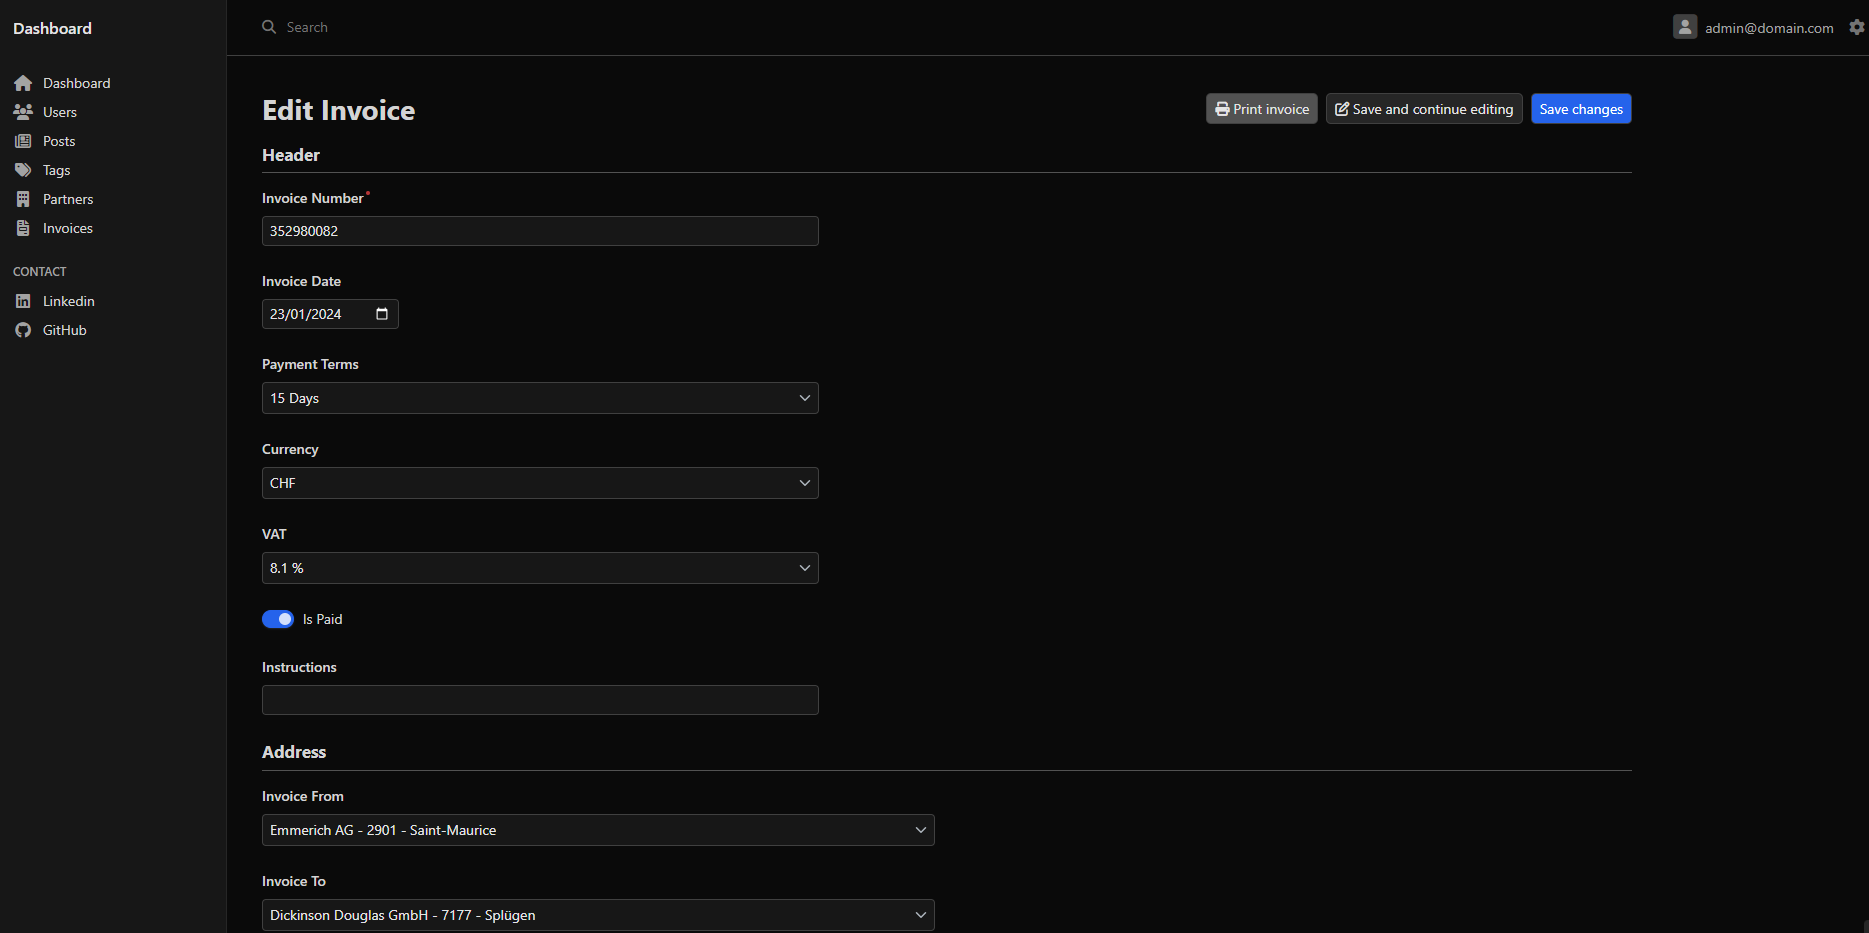 Dashboard
Dashboard
Users
Posts
Tags
Partners
Invoices
CONTACT
Linkedin
GitHub
Search
admin@domain.com
Edit Invoice
Print invoice
Save and continue editing
Save changes
Header
Invoice Number*
352980082
Invoice Date
23/01/2024
Payment Terms
15 Days
Currency
CHF
VAT
8.1 %
Is Paid
Instructions
Address
Invoice From
Emmerich AG - 2901 - Saint-Maurice
Invoice To
Dickinson Douglas GmbH - 7177 - Splügen